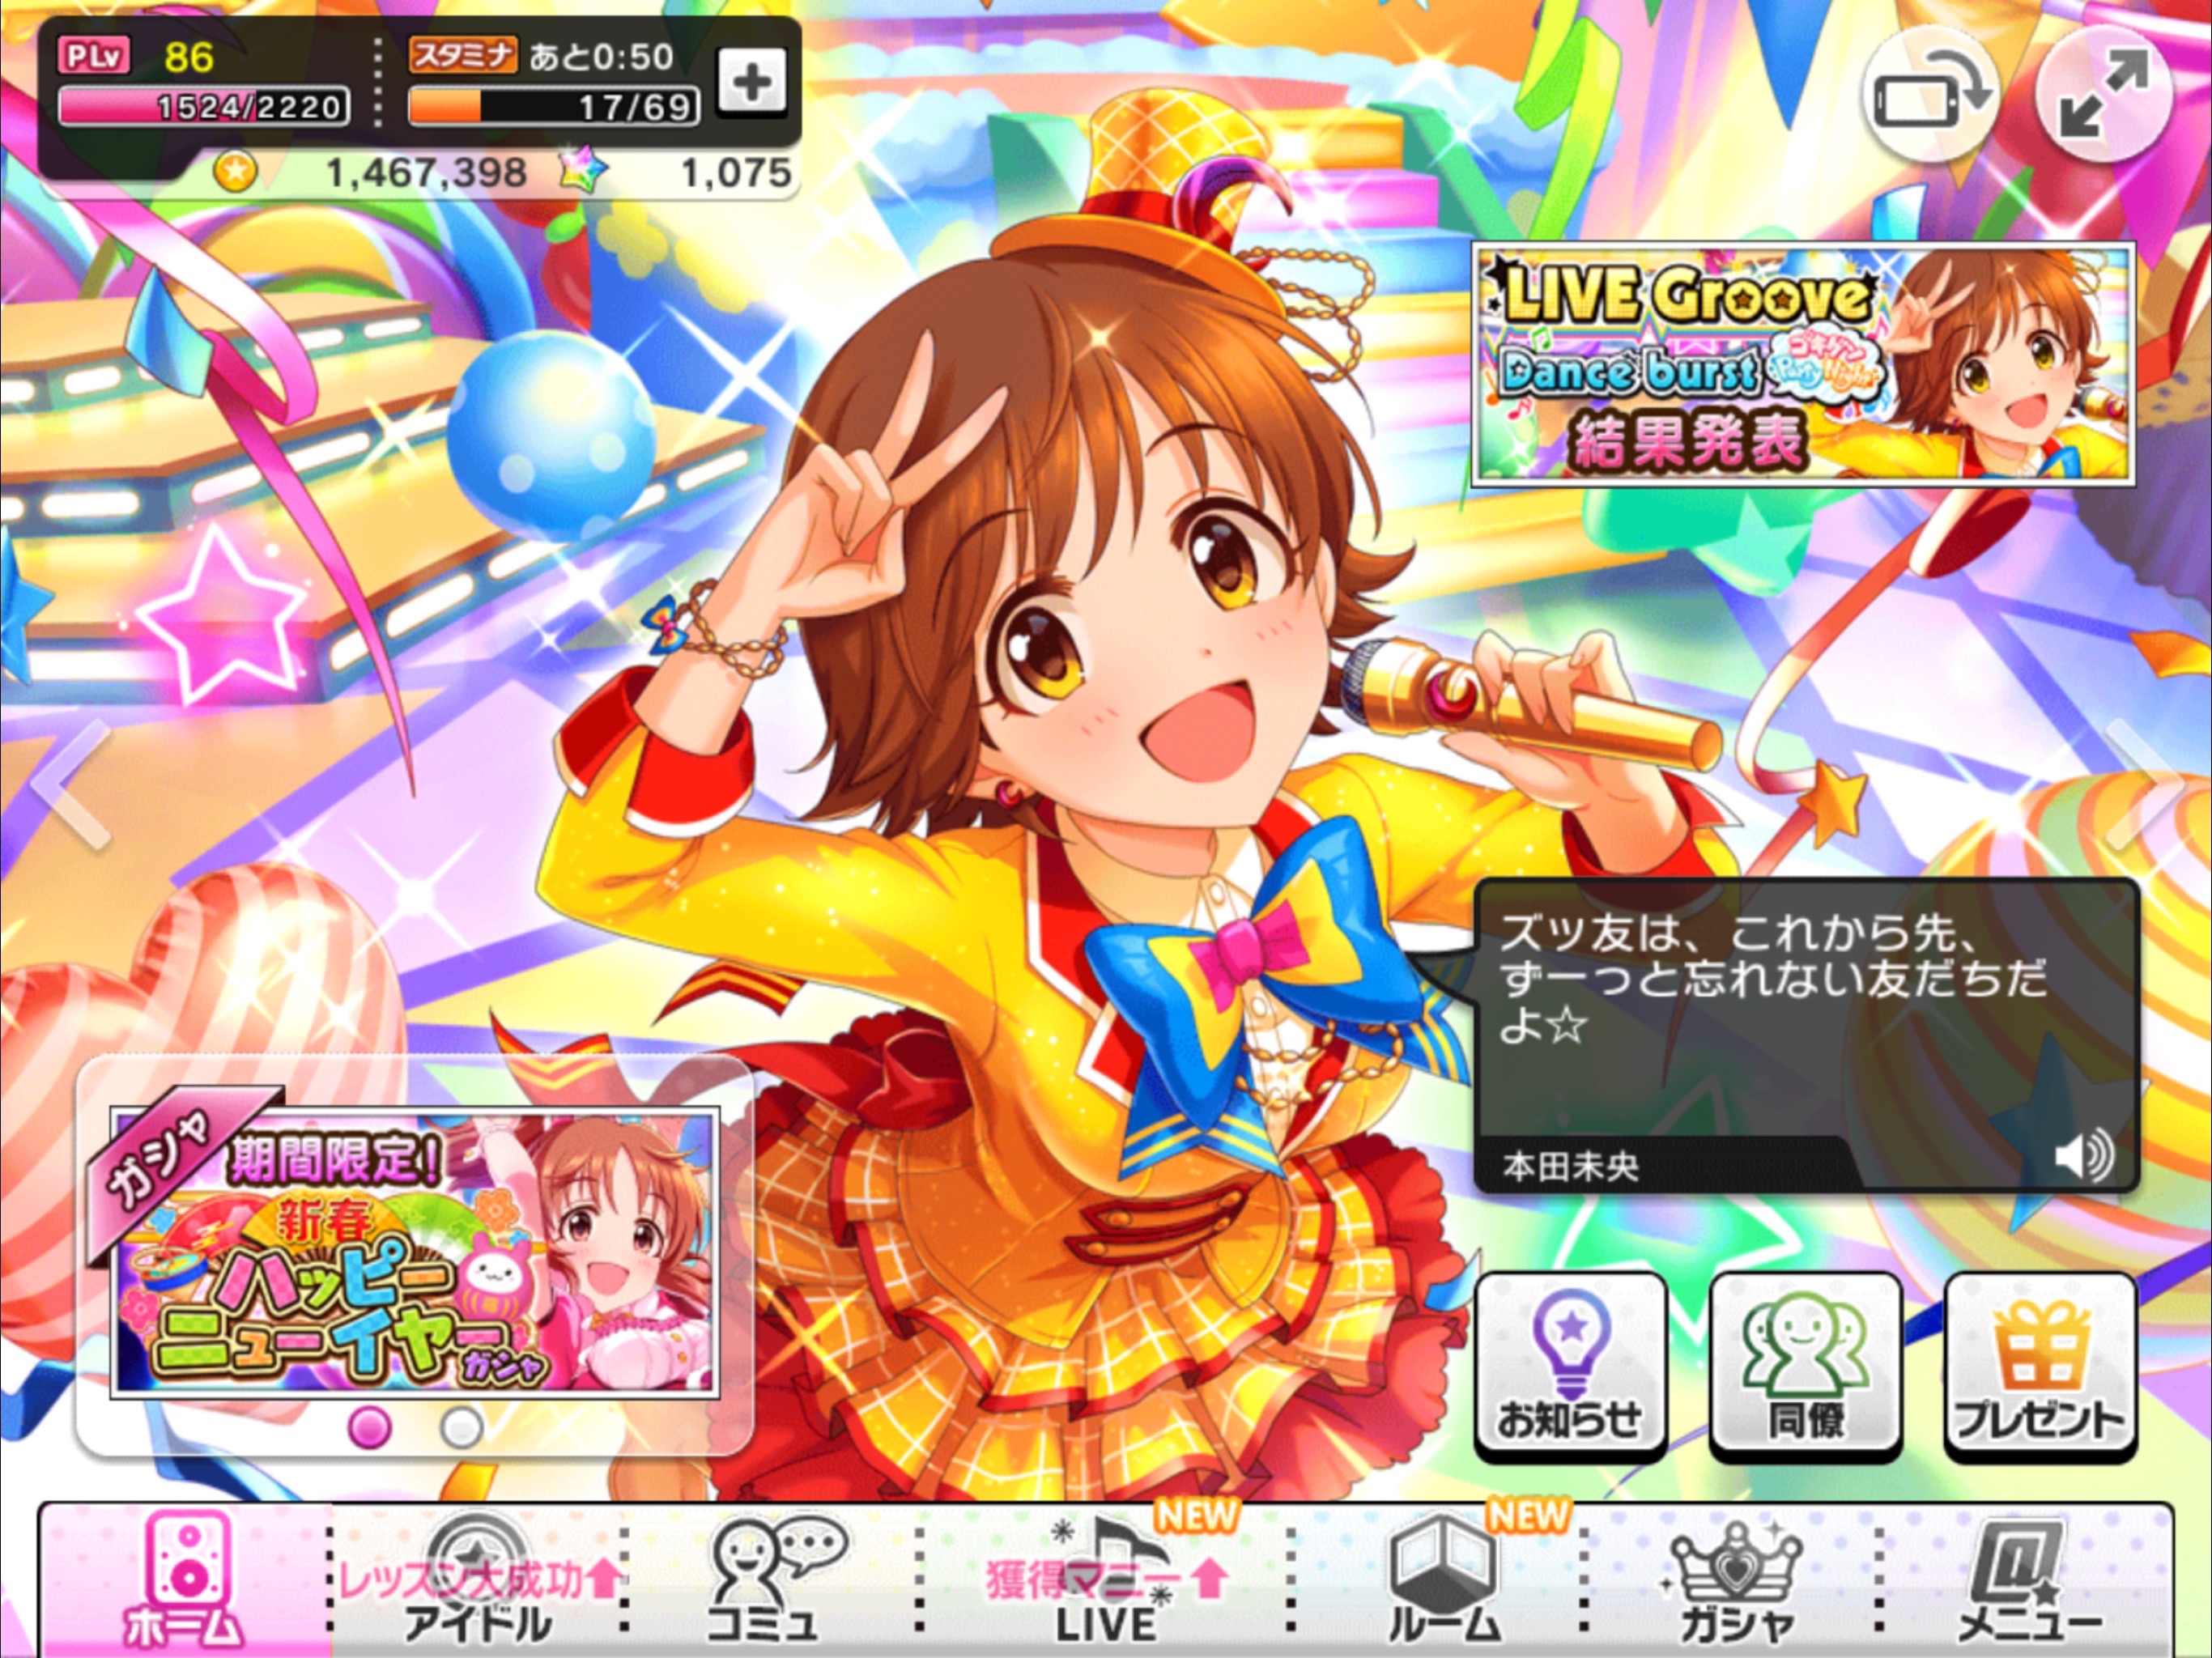 PLv 86
1524/2220
スタミナ あと0:50
17/69
1,467,398
1,075
LIVE Groove
Dance burst
ゴキゲン
Party Night
結果発表
ズッ友は、これから先、
ずーっと忘れない友だちだ
よ☆
本田未央
ガシャ
期間限定!
新春
ハッピー
ニューイヤー
ガシャ
お知らせ
同僚
プレゼント
ホーム
レッスン大成功
アイドル
コミュ
NEW
獲得マニー
LIVE
NEW
ルーム
ガシャ
メニュー